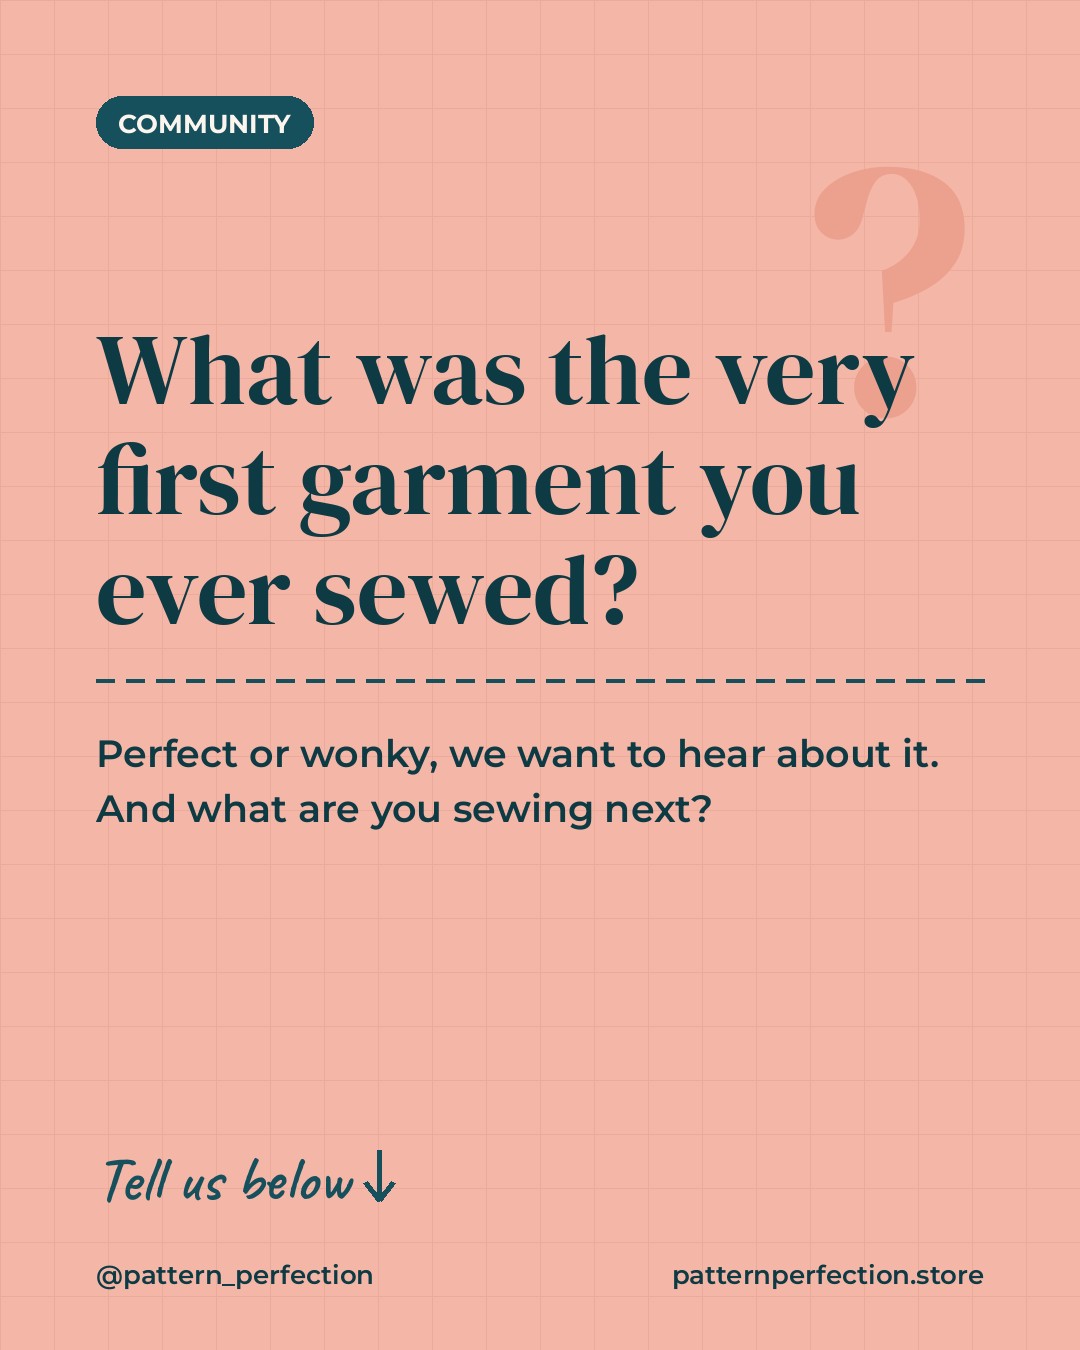 COMMUNITY
?
What was the very
first garment you
ever sewed?
Perfect or wonky, we want to hear about it.
And what are you sewing next?
Tell us below ↓
@pattern_perfection
patternperfection.store